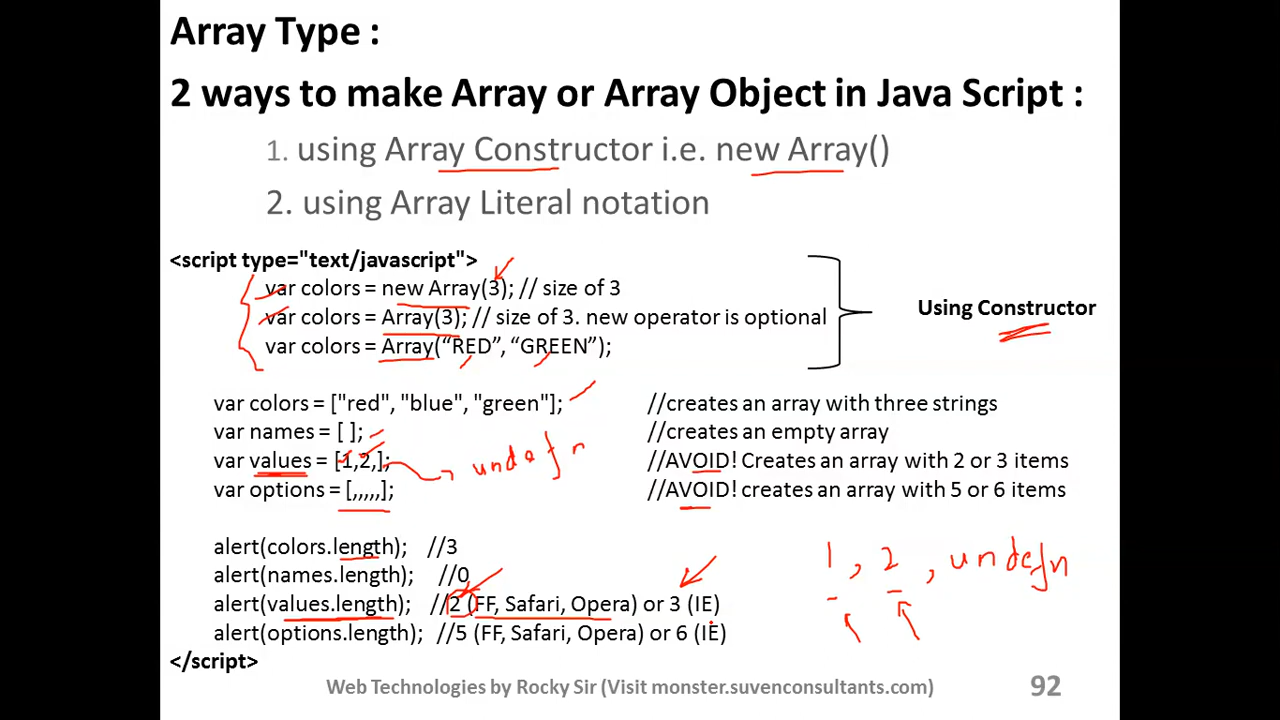 Array Type :
2 ways to make Array or Array Object in Java Script :
1. using Array Constructor i.e. new Array()
2. using Array Literal notation
<script type="text/javascript">
var colors = new Array(3); // size of 3
var colors = Array(3); // size of 3. new operator is optional
var colors = Array(“RED”, “GREEN”);
Using Constructor
var colors = ["red", "blue", "green"]; //creates an array with three strings
var names = [ ]; //creates an empty array
var values = [1,2,]; //AVOID! Creates an array with 2 or 3 items
undefn
var options = [,,,,,]; //AVOID! creates an array with 5 or 6 items
alert(colors.length); //3
alert(names.length); //0
alert(values.length); //2 (FF, Safari, Opera) or 3 (IE)
alert(options.length); //5 (FF, Safari, Opera) or 6 (IE)
1, 2, undefn
</script>
Web Technologies by Rocky Sir (Visit monster.suvenconsultants.com)
92